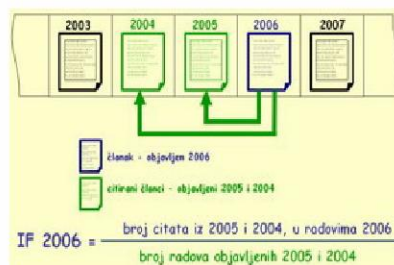 2003 2004 2005 2006 2007
članak - objavljen 2006
citirani članci - objavljeni 2005 i 2004
IF 2006 = broj citata iz 2005 i 2004, u radovima 2006
broj radova objavljenih 2005 i 2004